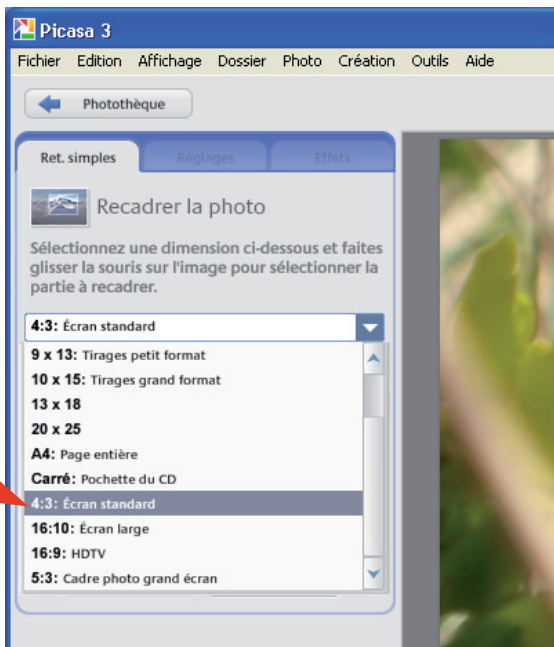 Picasa 3
Fichier Edition Affichage Dossier Photo Création Outils Aide
Photothèque
Ret. simples Réglages Effets
Recadrer la photo
Sélectionnez une dimension ci-dessous et faites
glisser la souris sur l'image pour sélectionner la
partie à recadrer.
4:3: Écran standard
9 x 13: Tirages petit format
10 x 15: Tirages grand format
13 x 18
20 x 25
A4: Page entière
Carré: Pochette du CD
4:3: Écran standard
16:10: Écran large
16:9: HDTV
5:3: Cadre photo grand écran